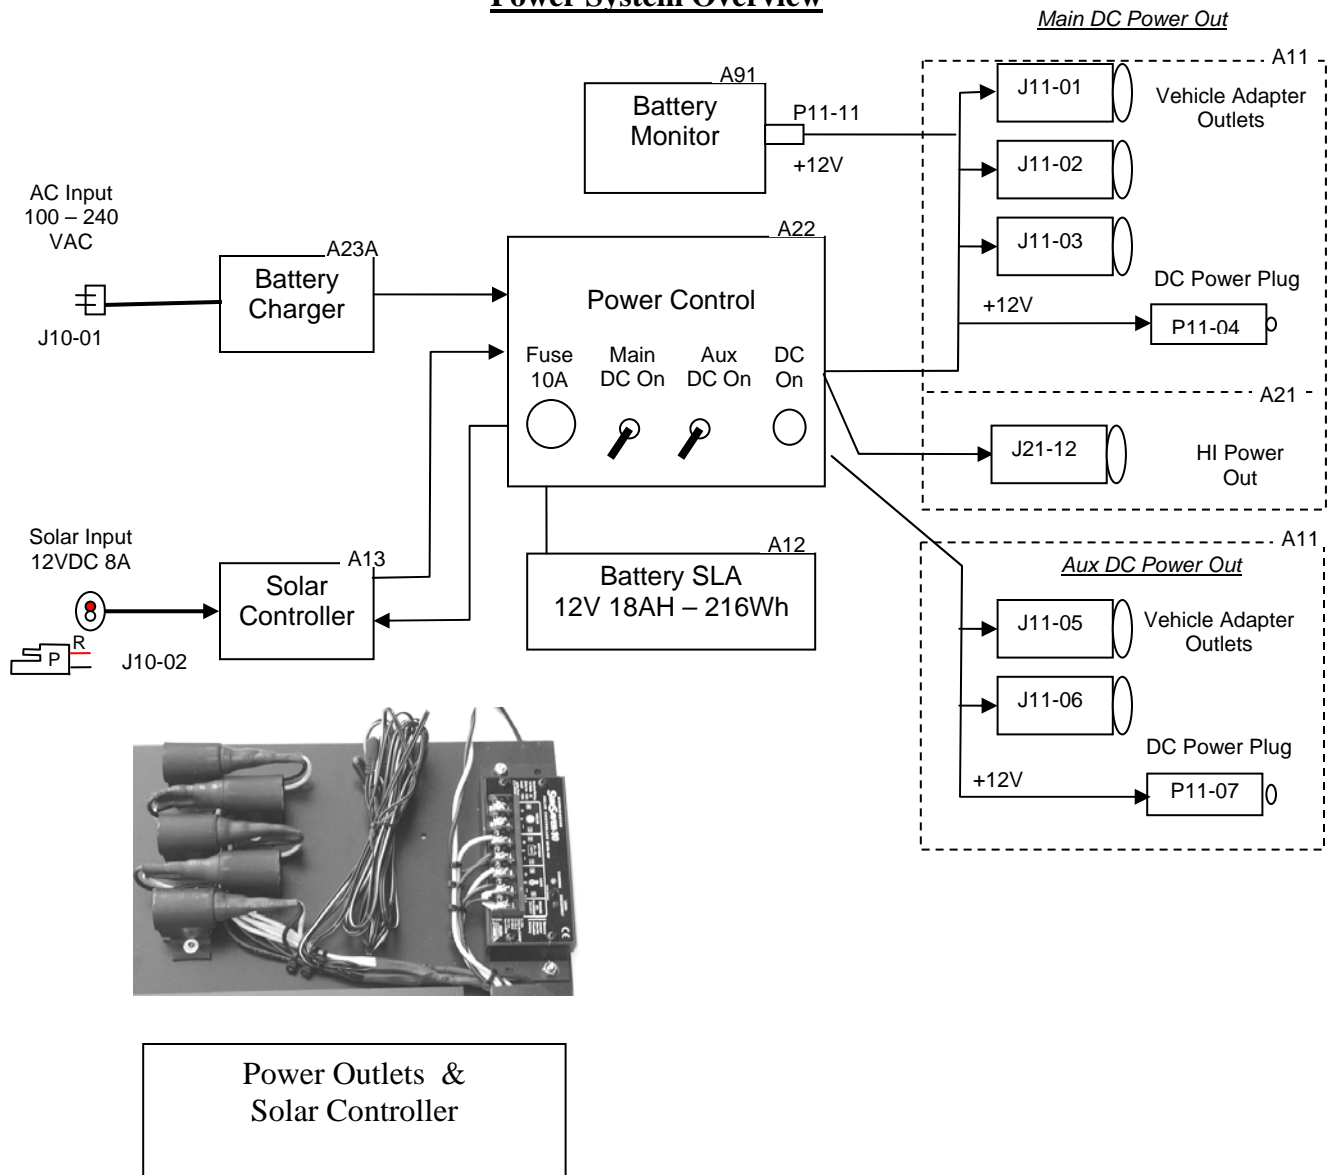 Power System Overview
Main DC Power Out
A11
A91
Battery
Monitor
P11-11
+12V
J11-01
Vehicle Adapter
Outlets
J11-02
J11-03
AC Input
100 – 240
VAC
J10-01
A23A
Battery
Charger
A22
Power Control
Fuse
10A
Main
DC On
Aux
DC On
DC
On
DC Power Plug
+12V
P11-04
A21
J21-12
HI Power
Out
Solar Input
12VDC 8A
R
P
J10-02
A13
Solar
Controller
A12
Battery SLA
12V 18AH – 216Wh
A11
Aux DC Power Out
J11-05
Vehicle Adapter
Outlets
J11-06
DC Power Plug
+12V
P11-07
CE
Power Outlets &
Solar Controller